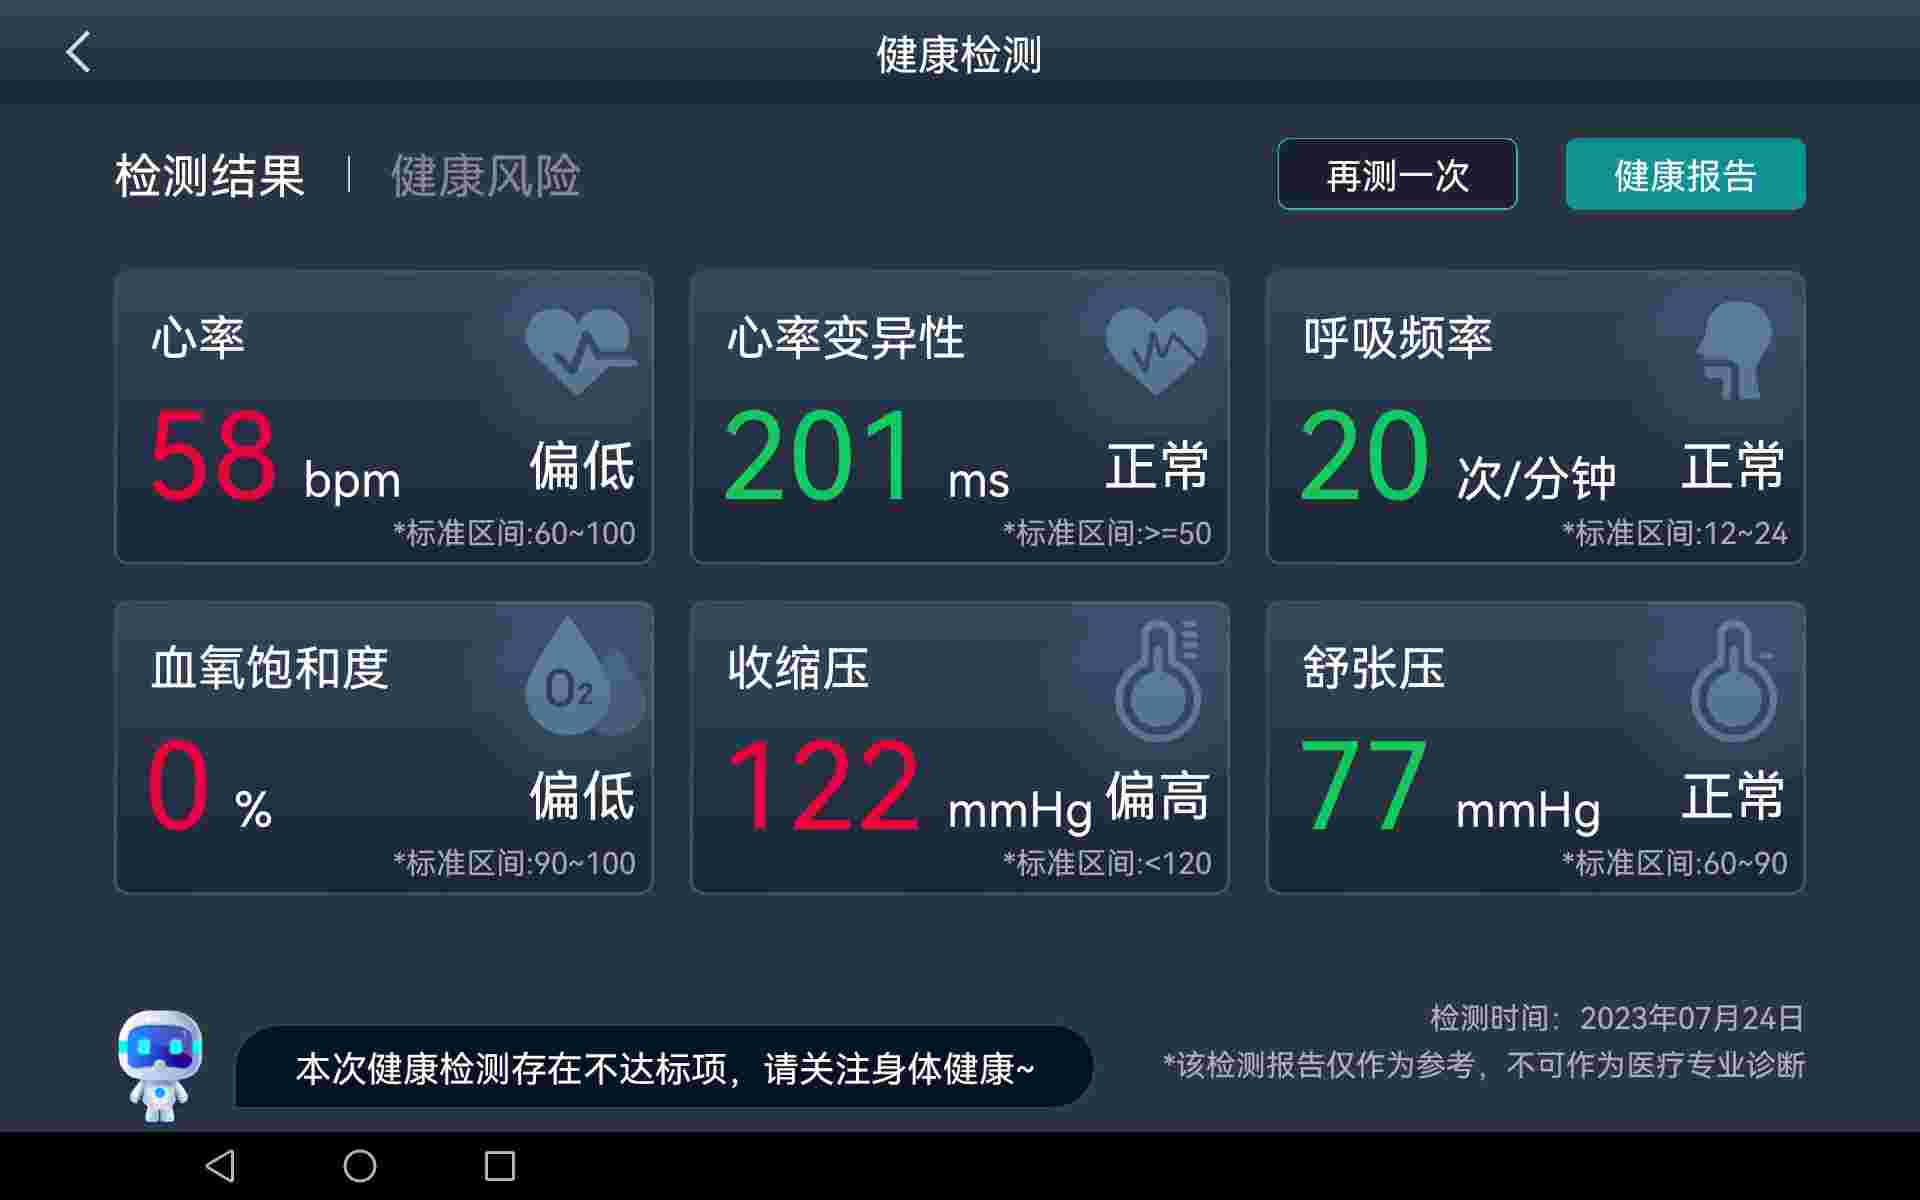 健康检测
检测结果 | 健康风险
再测一次
健康报告
心率
58 bpm 偏低
*标准区间:60~100
心率变异性
201 ms 正常
*标准区间:>=50
呼吸频率
20 次/分钟 正常
*标准区间:12~24
血氧饱和度
O2
0 % 偏低
*标准区间:90~100
收缩压
122 mmHg 偏高
*标准区间:<120
舒张压
77 mmHg 正常
*标准区间:60~90
本次健康检测存在不达标项，请关注身体健康~
检测时间：2023年07月24日
*该检测报告仅作为参考，不可作为医疗专业诊断